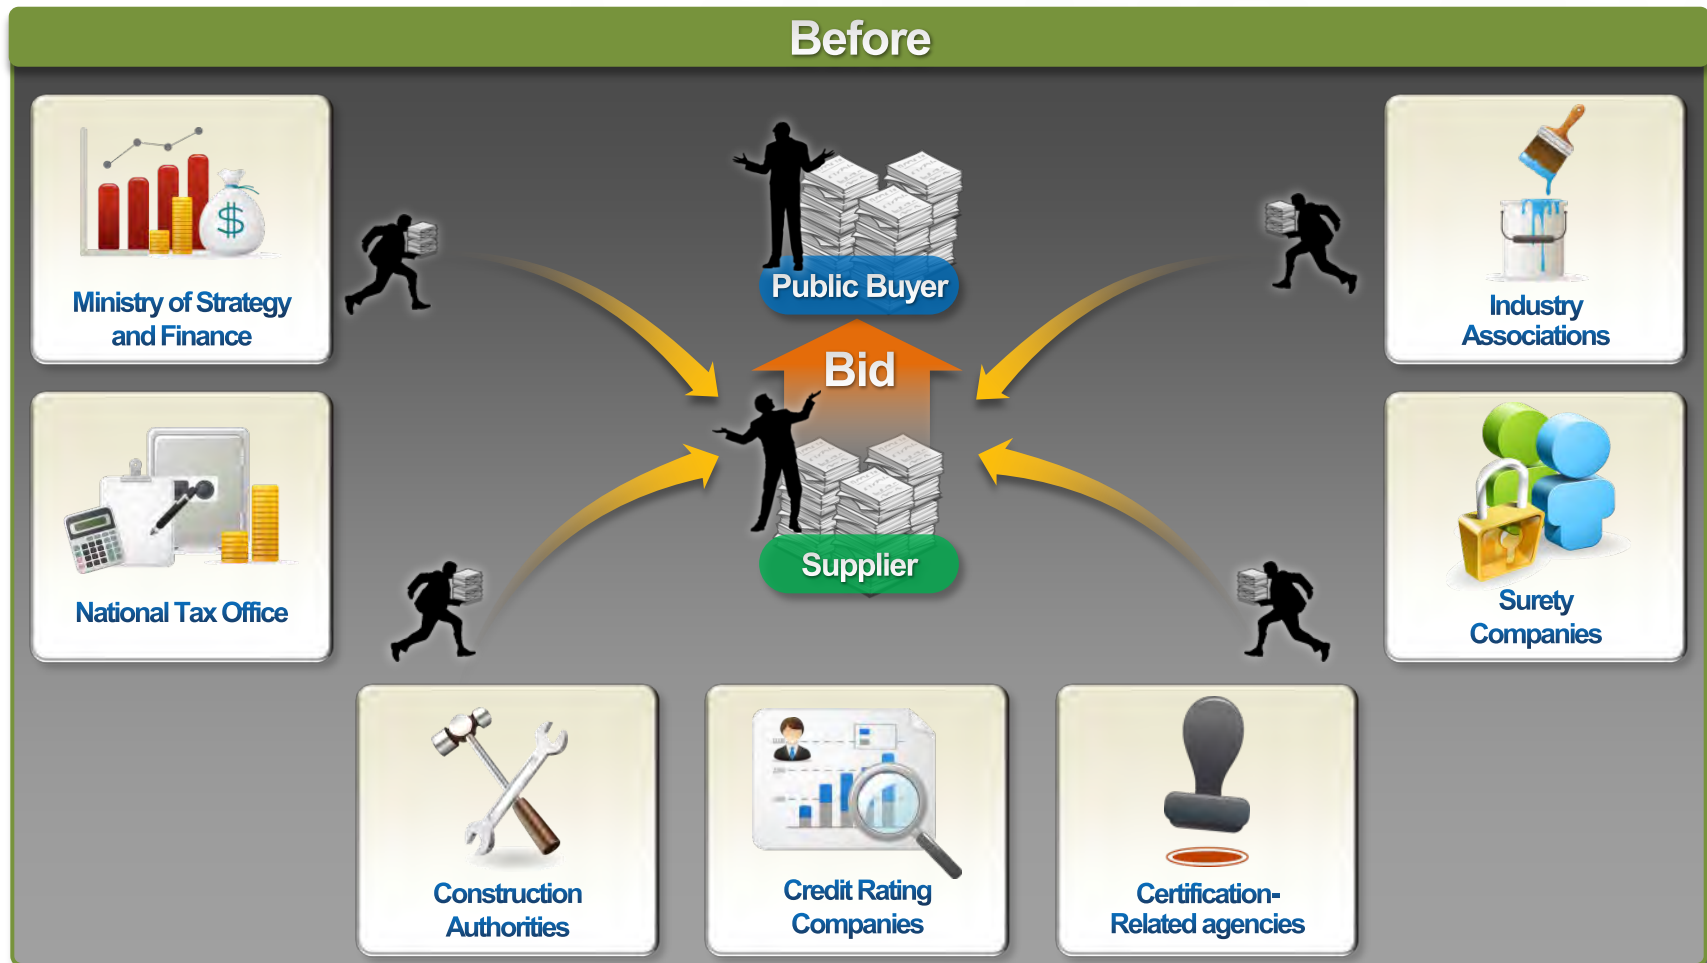 Before
Ministry of Strategy
and Finance
$
Public Buyer
Industry
Associations
Bid
National Tax Office
Supplier
Surety
Companies
Construction
Authorities
Credit Rating
Companies
Certification-
Related agencies